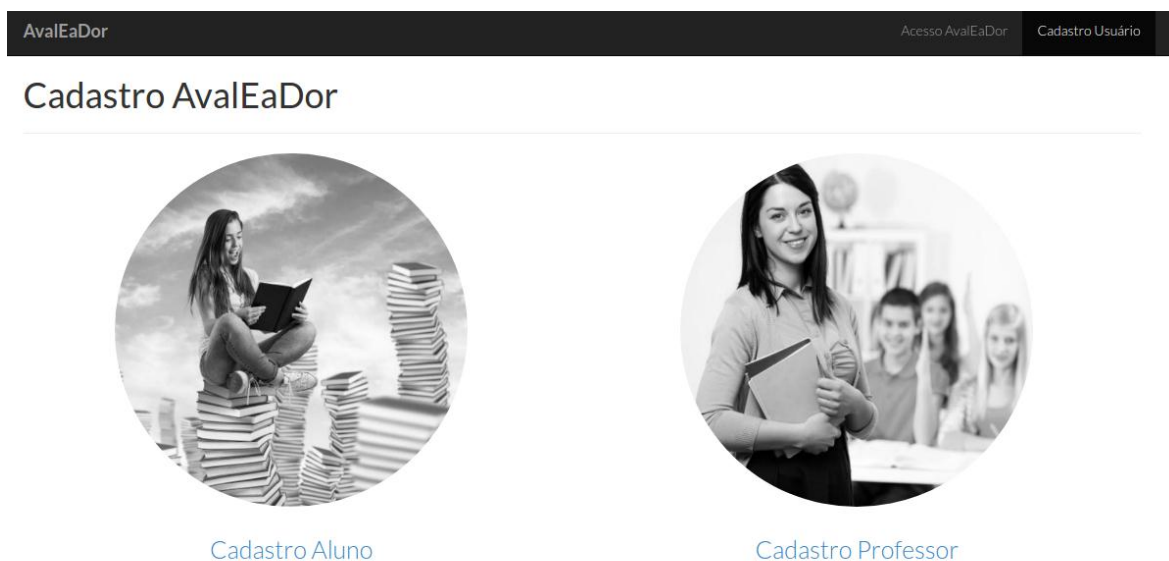 AvalEaDor
Acesso AvalEaDor
Cadastro Usuário
Cadastro AvalEaDor
Cadastro Aluno
Cadastro Professor